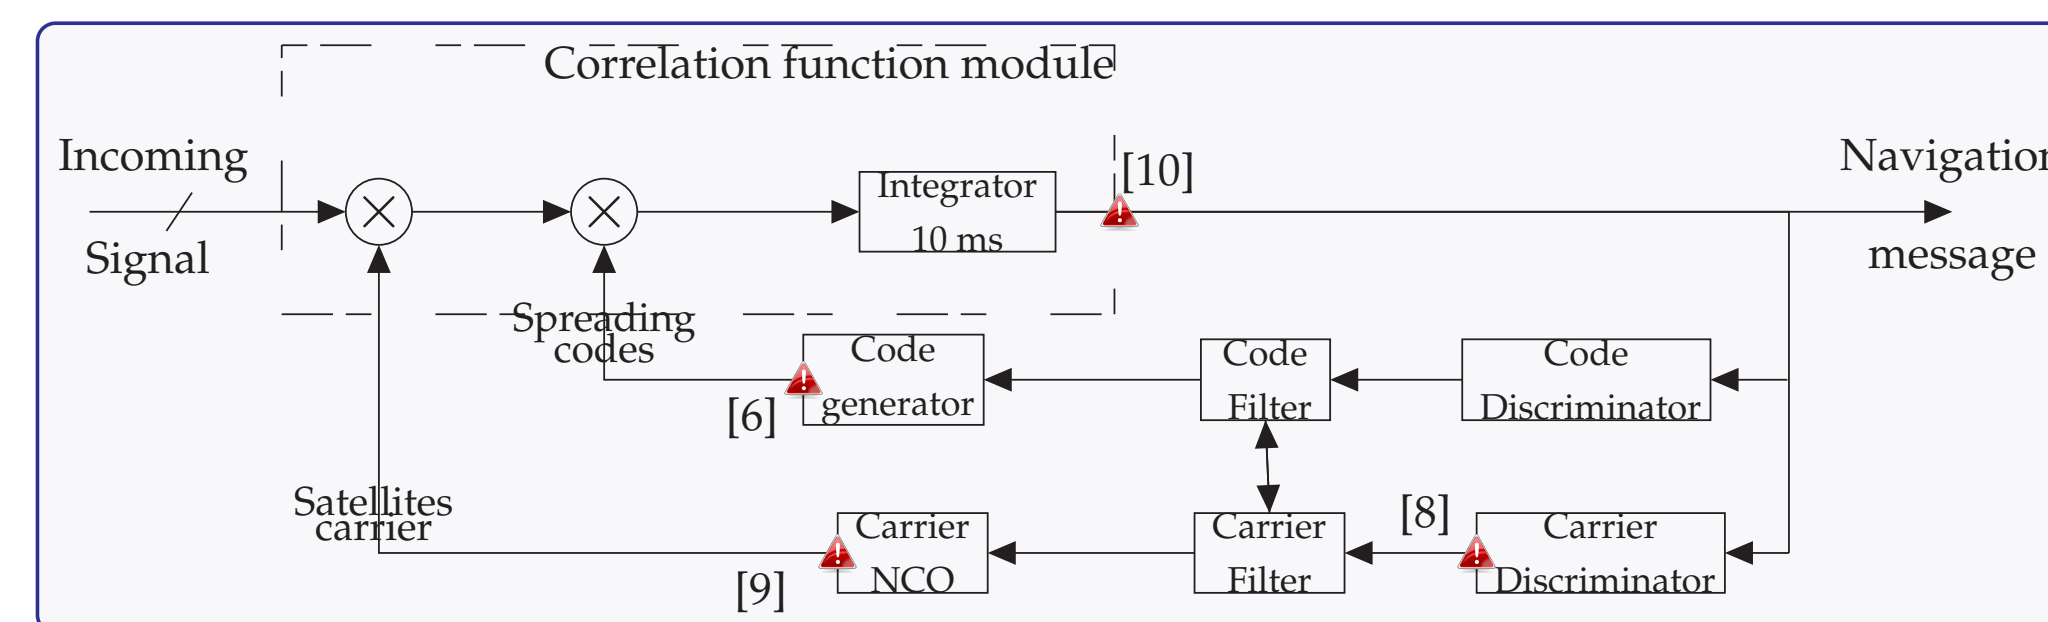 Correlation function module
Incoming
Signal
Integrator
10 ms
[10]
Navigation
message
Spreading
codes
Code
generator
[6]
Code
Filter
Code
Discriminator
Satellites
carrier
Carrier
NCO
[9]
Carrier
Filter
[8]
Carrier
Discriminator